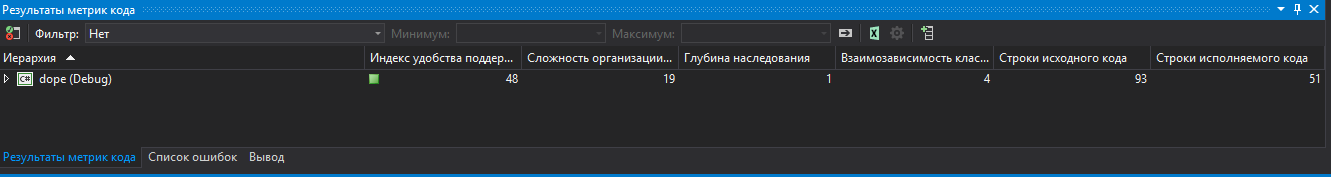 Результаты метрик кода
Фильтр: Нет Минимум: Максимум:
Иерархия Индекс удобства поддер... Сложность организации... Глубина наследования Взаимозависимость клас... Строки исходного кода Строки исполняемого кода
C# dope (Debug) 48 19 1 4 93 51
Результаты метрик кода Список ошибок Вывод